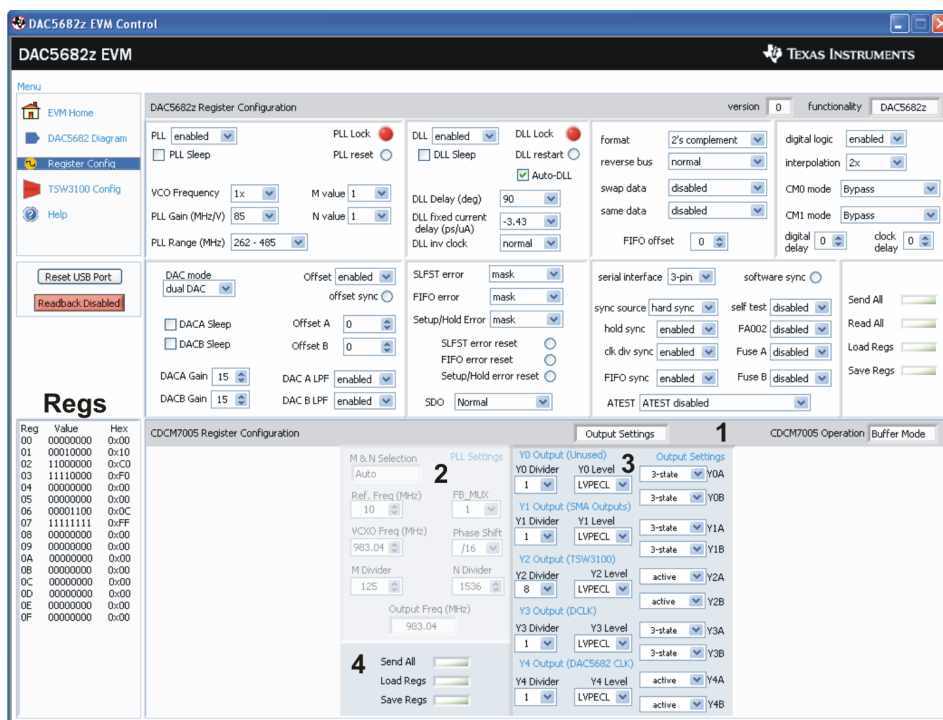 DAC5682z EVM Control
DAC5682z EVM
TEXAS INSTRUMENTS
Menu
EVM Home
DAC5682 Diagram
Register Config
TSW3100 Config
Help
Reset USB Port
Readback Disabled
DAC5682z Register Configuration
version 0 functionality DAC5682z
PLL enabled PLL Lock
PLL Sleep PLL reset
VCO Frequency 1x M value 1
PLL Gain (MHz/V) 85 N value 1
PLL Range (MHz) 262 - 485
DLL enabled DLL Lock
DLL Sleep DLL restart
Auto-DLL
DLL Delay (deg) 90
DLL fixed current
delay (ps/uA) -3.43
DLL inv clock normal
format 2's complement
reverse bus normal
swap data disabled
same data disabled
FIFO offset 0
digital logic enabled
interpolation 2x
CM0 mode Bypass
CM1 mode Bypass
digital delay 0 clock delay 0
DAC mode Offset enabled
dual DAC
offset sync
DACA Sleep Offset A 0
DACB Sleep Offset B 0
DACA Gain 15 DAC A LPF enabled
DACB Gain 15 DAC B LPF enabled
SLFST error mask
FIFO error mask
Setup/Hold Error mask
SLFST error reset
FIFO error reset
Setup/Hold error reset
SDO Normal
serial interface 3-pin software sync
sync source hard sync self test disabled
hold sync enabled FA002 disabled
clk div sync enabled Fuse A disabled
FIFO sync enabled Fuse B disabled
ATEST ATEST disabled
Send All
Read All
Load Regs
Save Regs
Regs
Reg Value Hex
00 00000000 0x00
01 00010000 0x10
02 11000000 0xC0
03 11110000 0xF0
04 00000000 0x00
05 00000000 0x00
06 00001100 0x0C
07 11111111 0xFF
08 00000000 0x00
09 00000000 0x00
0A 00000000 0x00
0B 00000000 0x00
0C 00000000 0x00
0D 00000000 0x00
0E 00000000 0x00
0F 00000000 0x00
CDCM7005 Register Configuration Output Settings 1 CDCM7005 Operation Buffer Mode
M & N Selection PLL Settings
Auto 2
Ref. Freq (MHz) FB_MUX
10 1
VCXO Freq (MHz) Phase Shift
983.04 /16
M Divider N Divider
125 1536
Output Freq (MHz)
983.04
4
Send All
Load Regs
Save Regs
Y0 Output (Unused) 3 Output Settings
Y0 Divider Y0 Level 3-state Y0A
1 LVPECL 3-state Y0B
Y1 Output (SMA Outputs)
Y1 Divider Y1 Level 3-state Y1A
1 LVPECL 3-state Y1B
Y2 Output (TSW3100)
Y2 Divider Y2 Level active Y2A
8 LVPECL active Y2B
Y3 Output (DCLK)
Y3 Divider Y3 Level 3-state Y3A
1 LVPECL 3-state Y3B
Y4 Output (DAC5682 CLK)
Y4 Divider Y4 Level active Y4A
1 LVPECL active Y4B